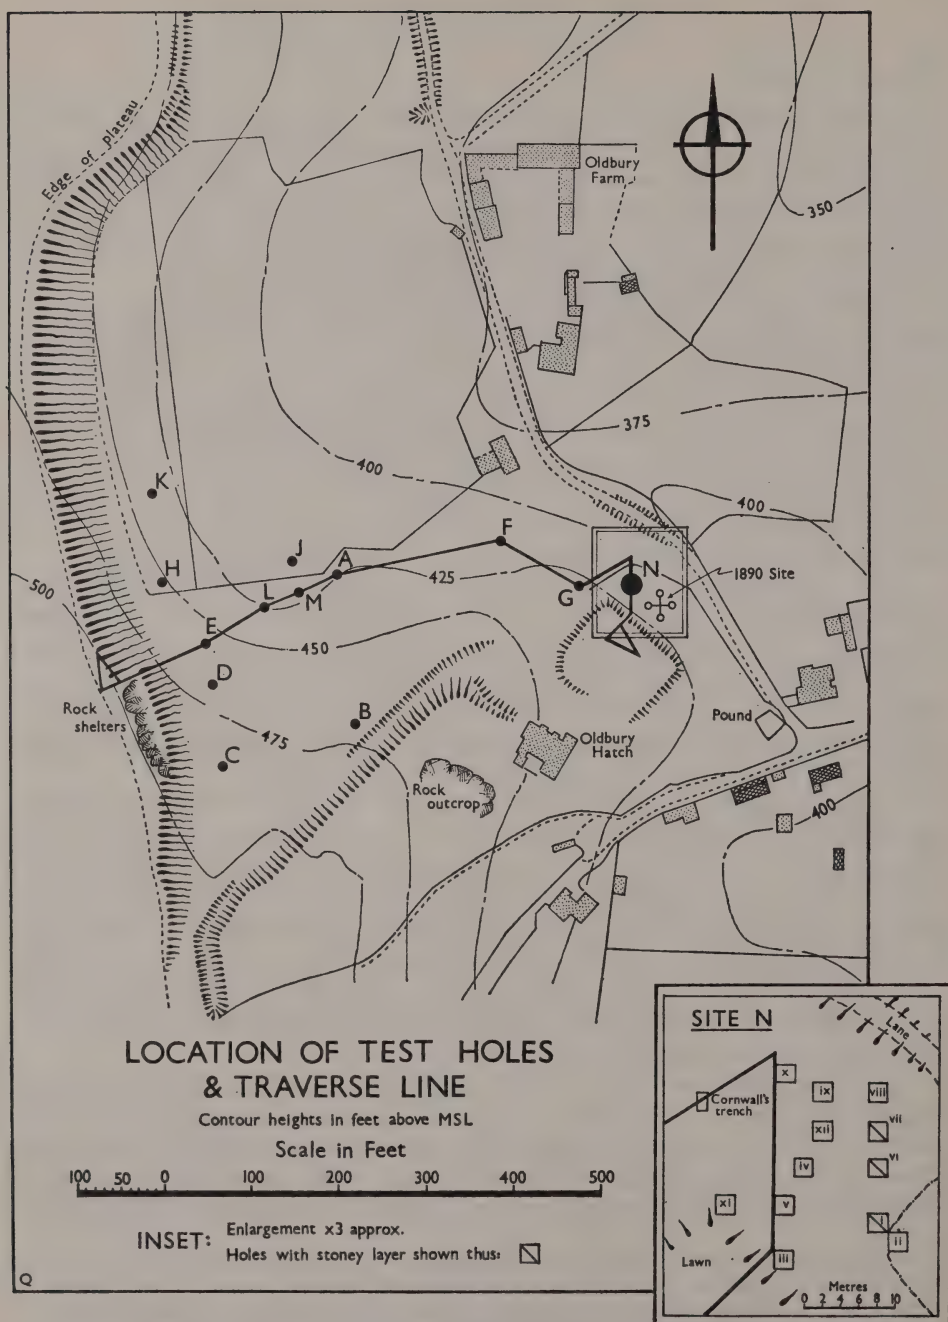 Edge of plateau
Oldbury
Farm
350
375
400
400
K
F
J
A
H
425
N
1890 Site
500
L
M
G
E
450
D
Rock
shelters
B
Pound
475
Oldbury
Hatch
C
Rock
outcrop
400
LOCATION OF TEST HOLES
& TRAVERSE LINE
Contour heights in feet above MSL
Scale in Feet
100 50 0 100 200 300 400 500
INSET: Enlargement x3 approx.
Holes with stoney layer shown thus:
Q
SITE N
Lane
x
ix
viii
Cornwall's
trench
xii
vii
iv
vi
xi
v
i
ii
Lawn
iii
Metres
0 2 4 6 8 10